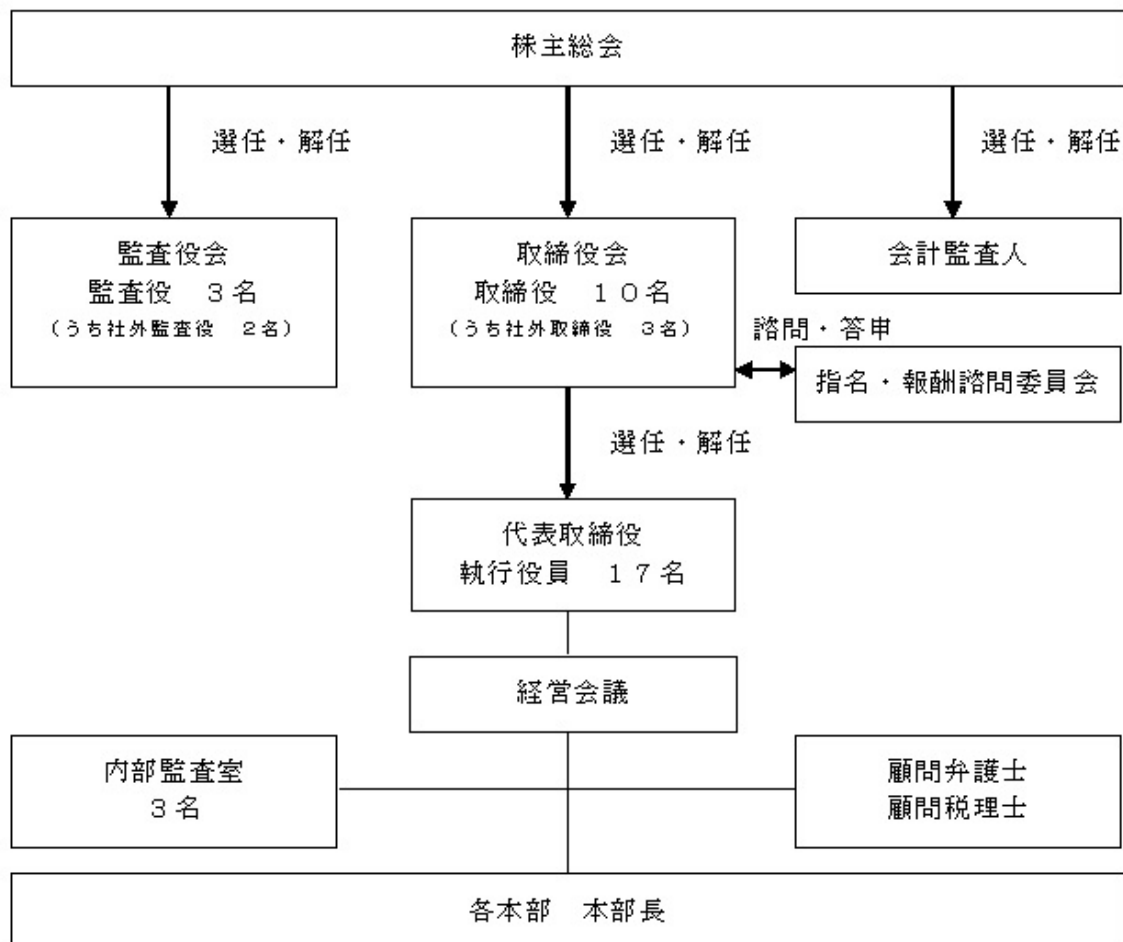 株主総会
選任・解任
選任・解任
選任・解任
監査役会
監査役　３名
（うち社外監査役　２名）
取締役会
取締役　１０名
（うち社外取締役　３名）
会計監査人
諮問・答申
指名・報酬諮問委員会
選任・解任
代表取締役
執行役員　１７名
経営会議
内部監査室
３名
顧問弁護士
顧問税理士
各本部　本部長